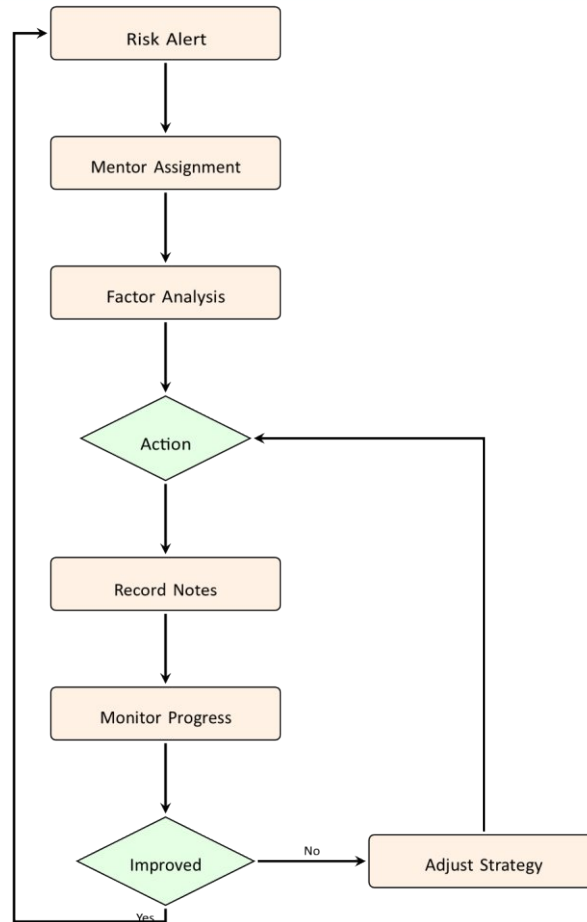 Risk Alert
Mentor Assignment
Factor Analysis
Action
Record Notes
Monitor Progress
Improved
No
Adjust Strategy
Yes